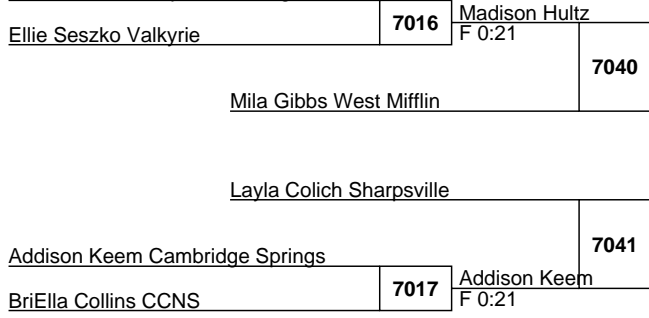 Madison Hultz
7016
Ellie Seszko Valkyrie
F 0:21
7040
Mila Gibbs West Mifflin
Layla Colich Sharpsville
7041
Addison Keem Cambridge Springs
Addison Keem
7017
BriElla Collins CCNS
F 0:21